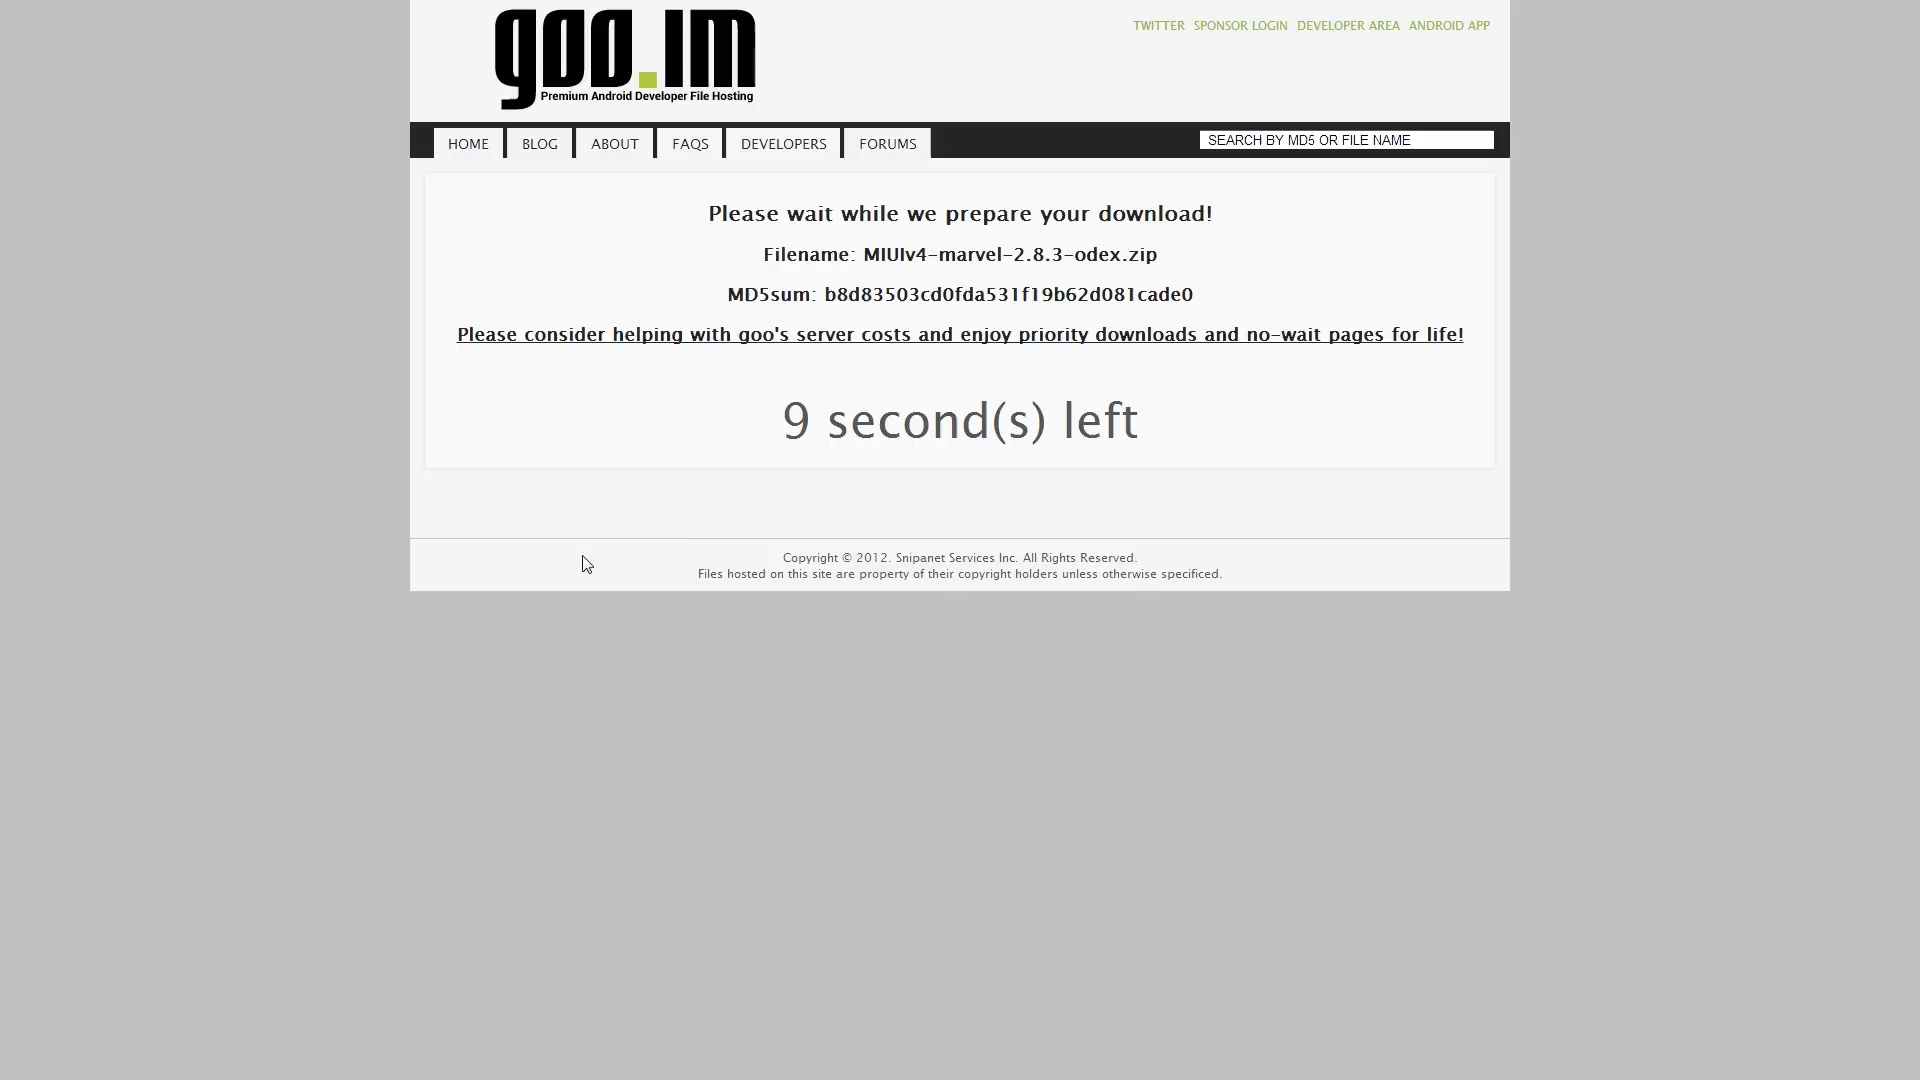 goo.im
Premium Android Developer File Hosting
TWITTER SPONSOR LOGIN DEVELOPER AREA ANDROID APP
HOME BLOG ABOUT FAQS DEVELOPERS FORUMS
SEARCH BY MD5 OR FILE NAME
Please wait while we prepare your download!
Filename: MIUIv4-marvel-2.8.3-odex.zip
MD5sum: b8d83503cd0fda531f19b62d081cade0
Please consider helping with goo's server costs and enjoy priority downloads and no-wait pages for life!
9 second(s) left
Copyright © 2012. Snipanet Services Inc. All Rights Reserved.
Files hosted on this site are property of their copyright holders unless otherwise specificed.